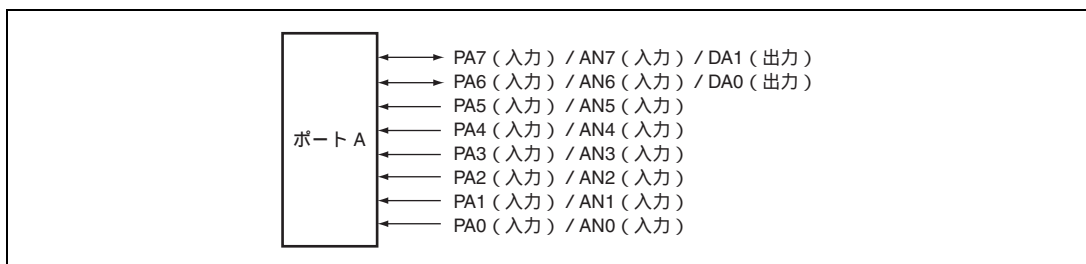 ポート A
PA7（入力）/ AN7（入力）/ DA1（出力）
PA6（入力）/ AN6（入力）/ DA0（出力）
PA5（入力）/ AN5（入力）
PA4（入力）/ AN4（入力）
PA3（入力）/ AN3（入力）
PA2（入力）/ AN2（入力）
PA1（入力）/ AN1（入力）
PA0（入力）/ AN0（入力）